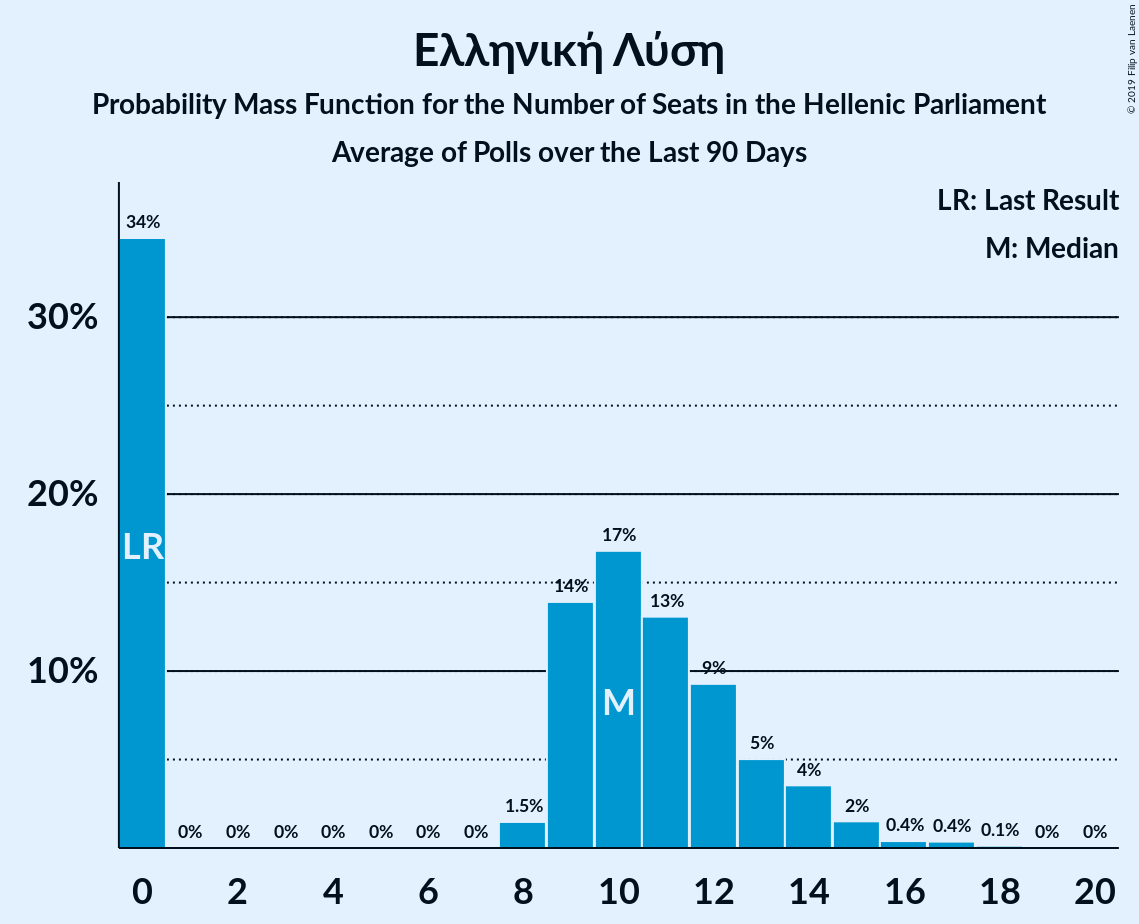 Ελληνική Λύση
Probability Mass Function for the Number of Seats in the Hellenic Parliament
Average of Polls over the Last 90 Days
© 2019 Filip van Laenen
LR: Last Result
M: Median
34%
30%
20%
17%
LR
14%
13%
10%
9%
M
5%
4%
1.5%
2%
0% 0% 0% 0% 0% 0% 0% 0.4% 0.4% 0.1% 0% 0%
0 2 4 6 8 10 12 14 16 18 20